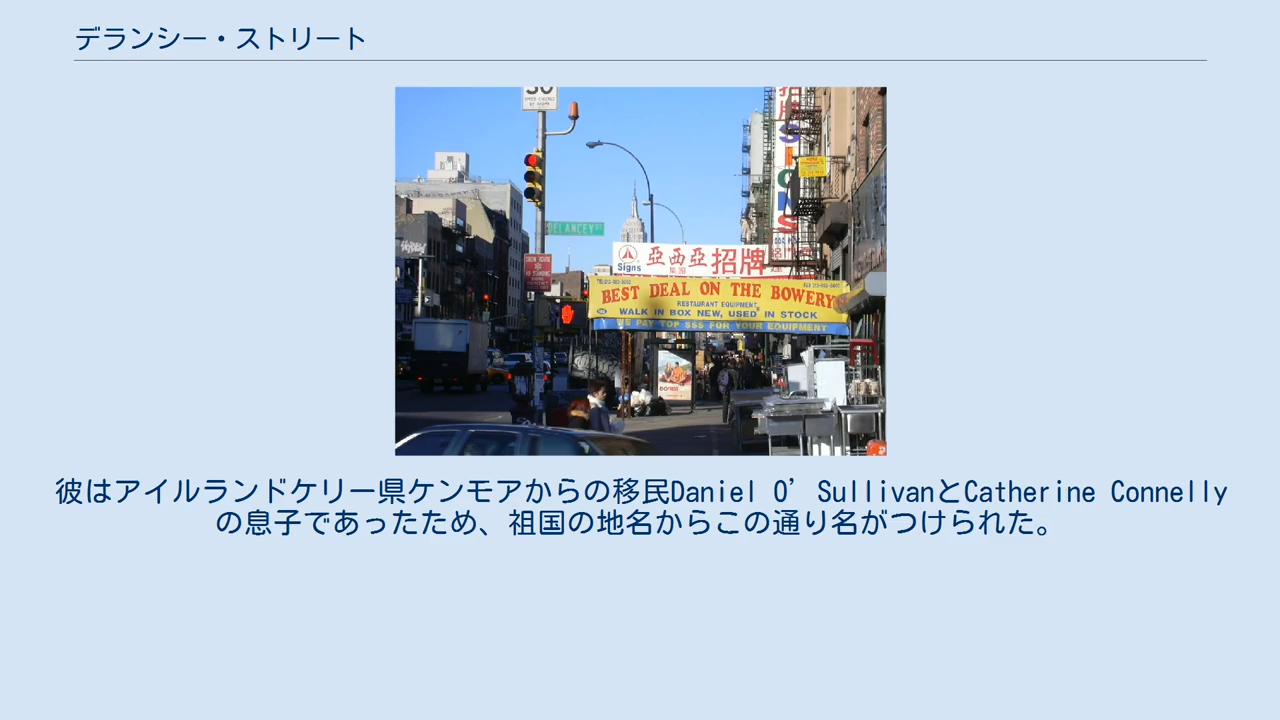 デランシー・ストリート
DELANCEY ST
亞西亞招牌
Signs
BEST DEAL ON THE BOWERY
RESTAURANT EQUIPMENT
WALK IN BOX NEW, USED IN STOCK
WE PAY TOP $$$ FOR YOUR EQUIPMENT
SIGNS
彼はアイルランドケリー県ケンモアからの移民Daniel O’SullivanとCatherine Connelly
の息子であったため、祖国の地名からこの通り名がつけられた。